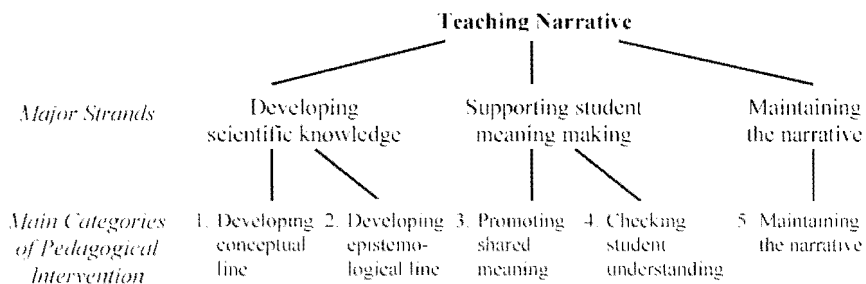 Teaching Narrative
Major Strands
Developing
scientific knowledge
Supporting student
meaning making
Maintaining
the narrative
Main Categories
of Pedagogical
Intervention
1. Developing
conceptual
line
2. Developing
epistemo-
logical line
3. Promoting
shared
meaning
4. Checking
student
understanding
5 Maintaining
the narrative